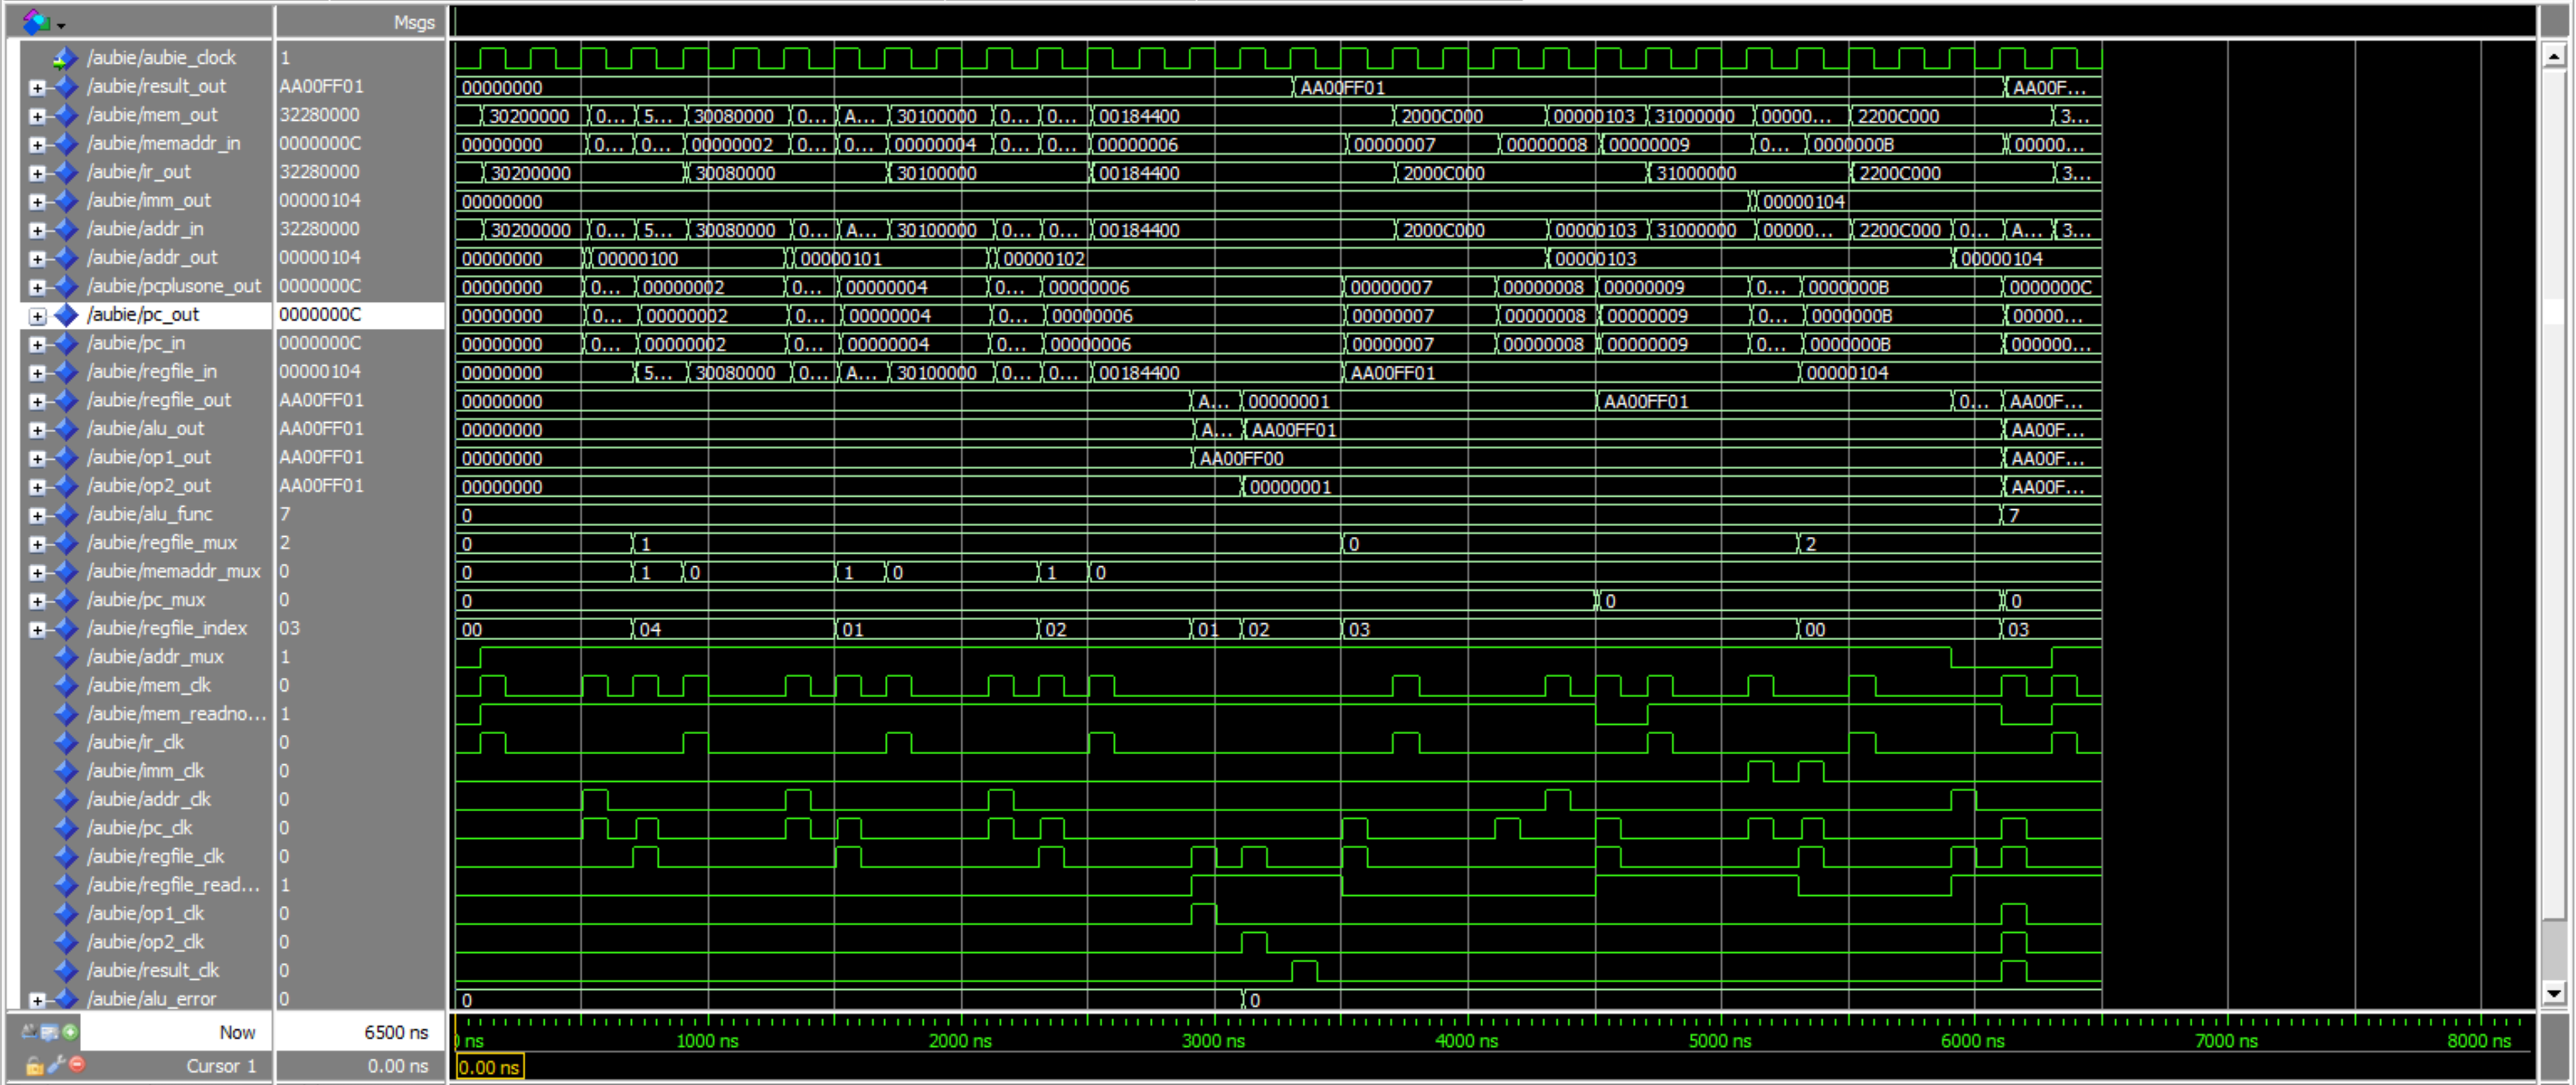 Msgs
/aubie/aubie_clock 1
/aubie/result_out AA00FF01 00000000 AA00FF01 AA00F...
/aubie/mem_out 32280000 30200000 0... 5... 30080000 0... A... 30100000 0... 0... 00184400 2000C000 00000103 31000000 00000... 2200C000 3...
/aubie/memaddr_in 0000000C 00000000 0... 0... 00000002 0... 0... 00000004 0... 0... 00000006 00000007 00000008 00000009 0... 0000000B 00000...
/aubie/ir_out 32280000 30200000 30080000 30100000 00184400 2000C000 31000000 2200C000 3...
/aubie/imm_out 00000104 00000000 00000104
/aubie/addr_in 32280000 30200000 0... 5... 30080000 0... A... 30100000 0... 0... 00184400 2000C000 00000103 31000000 00000... 2200C000 0... A... 3...
/aubie/addr_out 00000104 00000000 00000100 00000101 00000102 00000103 00000104
/aubie/pcplusone_out 0000000C 00000000 0... 00000002 0... 00000004 0... 00000006 00000007 00000008 00000009 0... 0000000B 0000000C
/aubie/pc_out 0000000C 00000000 0... 00000002 0... 00000004 0... 00000006 00000007 00000008 00000009 0... 0000000B 00000...
/aubie/pc_in 0000000C 00000000 0... 00000002 0... 00000004 0... 00000006 00000007 00000008 00000009 0... 0000000B 000000...
/aubie/regfile_in 00000104 00000000 5... 30080000 0... A... 30100000 0... 0... 00184400 AA00FF01 00000104
/aubie/regfile_out AA00FF01 00000000 A... 00000001 AA00FF01 0... AA00F...
/aubie/alu_out AA00FF01 00000000 A... AA00FF01 AA00F...
/aubie/op1_out AA00FF01 00000000 AA00FF00 AA00F...
/aubie/op2_out AA00FF01 00000000 00000001 AA00F...
/aubie/alu_func 7 0 7
/aubie/regfile_mux 2 0 1 0 2
/aubie/memaddr_mux 0 0 1 0 1 0 1 0
/aubie/pc_mux 0 0 0 0
/aubie/regfile_index 03 00 04 01 02 01 02 03 00 03
/aubie/addr_mux 1
/aubie/mem_clk 0
/aubie/mem_readno... 1
/aubie/ir_clk 0
/aubie/imm_clk 0
/aubie/addr_clk 0
/aubie/pc_clk 0
/aubie/regfile_clk 0
/aubie/regfile_read... 1
/aubie/op1_clk 0
/aubie/op2_clk 0
/aubie/result_clk 0
/aubie/alu_error 0 0 0
Now 6500 ns ns 1000 ns 2000 ns 3000 ns 4000 ns 5000 ns 6000 ns 7000 ns 8000 ns
Cursor 1 0.00 ns 0.00 ns